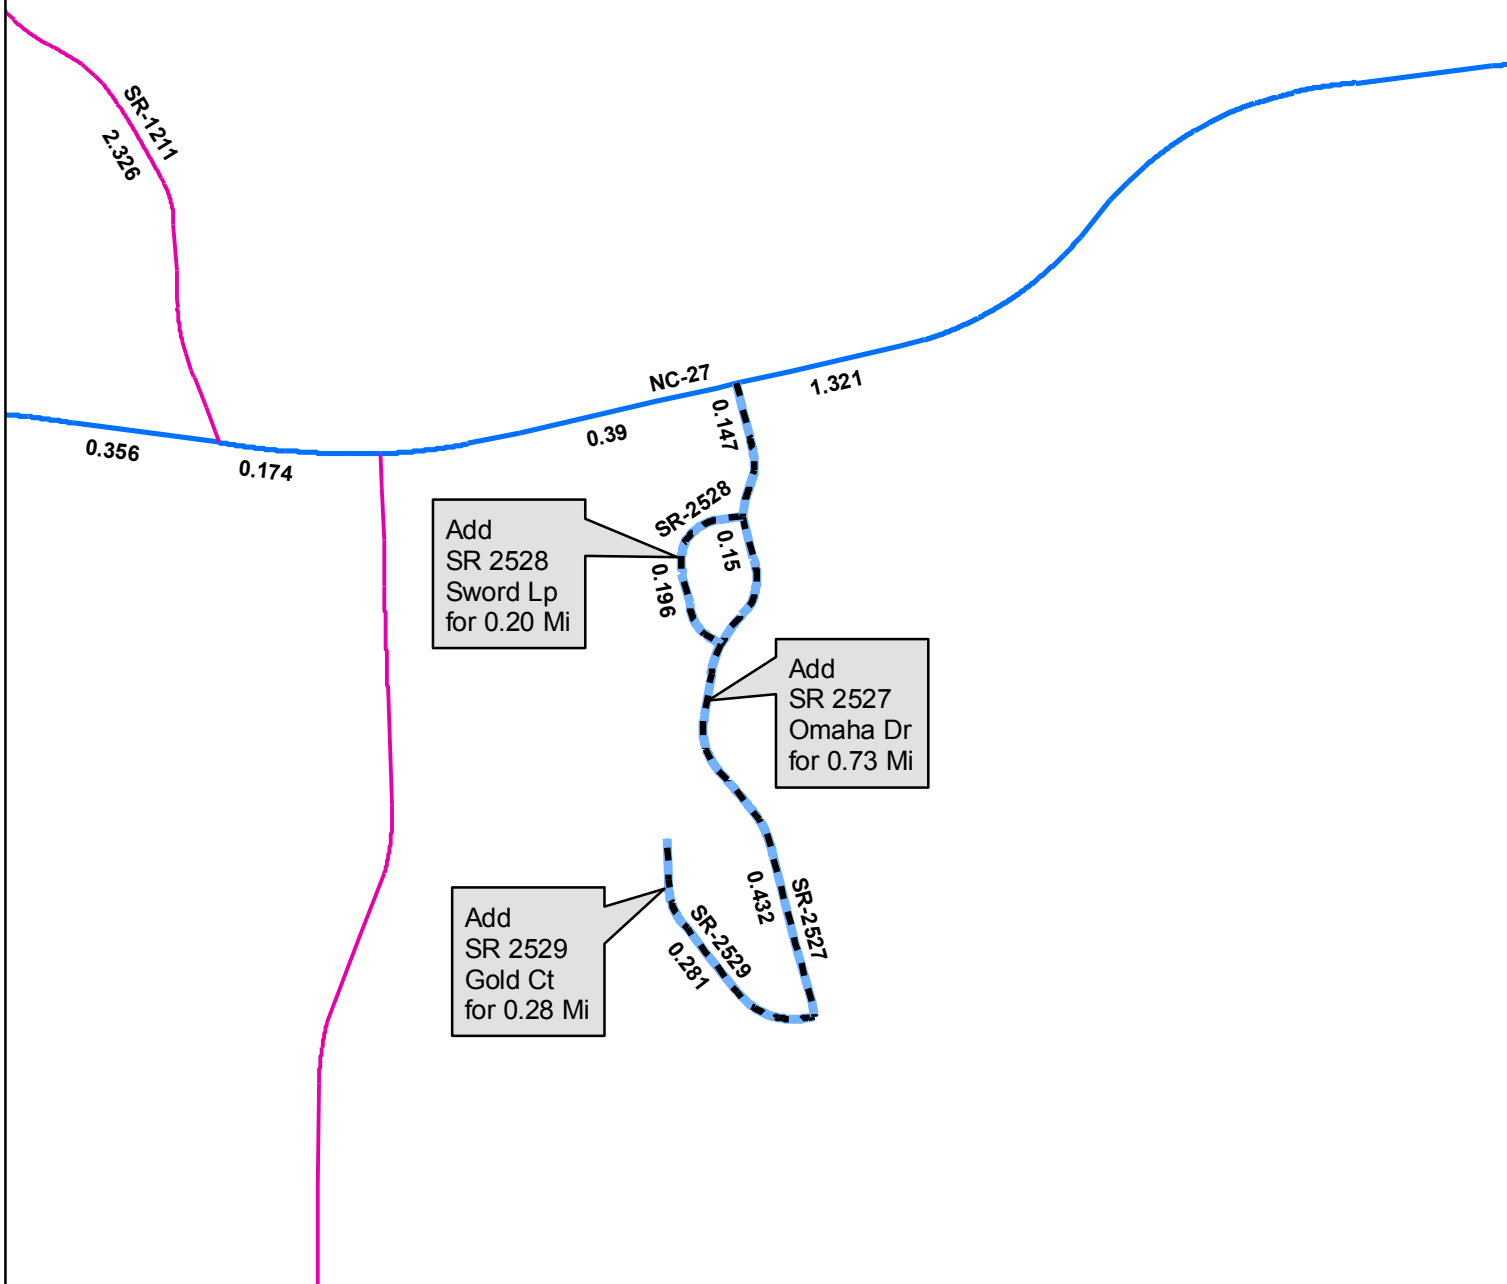 SR-1211
2.326
NC-27
1.321
0.39
0.356
0.174
0.147
SR-2528
0.15
0.196
Add
SR 2528
Sword Lp
for 0.20 Mi
Add
SR 2527
Omaha Dr
for 0.73 Mi
0.432
SR-2527
Add
SR 2529
Gold Ct
for 0.28 Mi
SR-2529
0.281